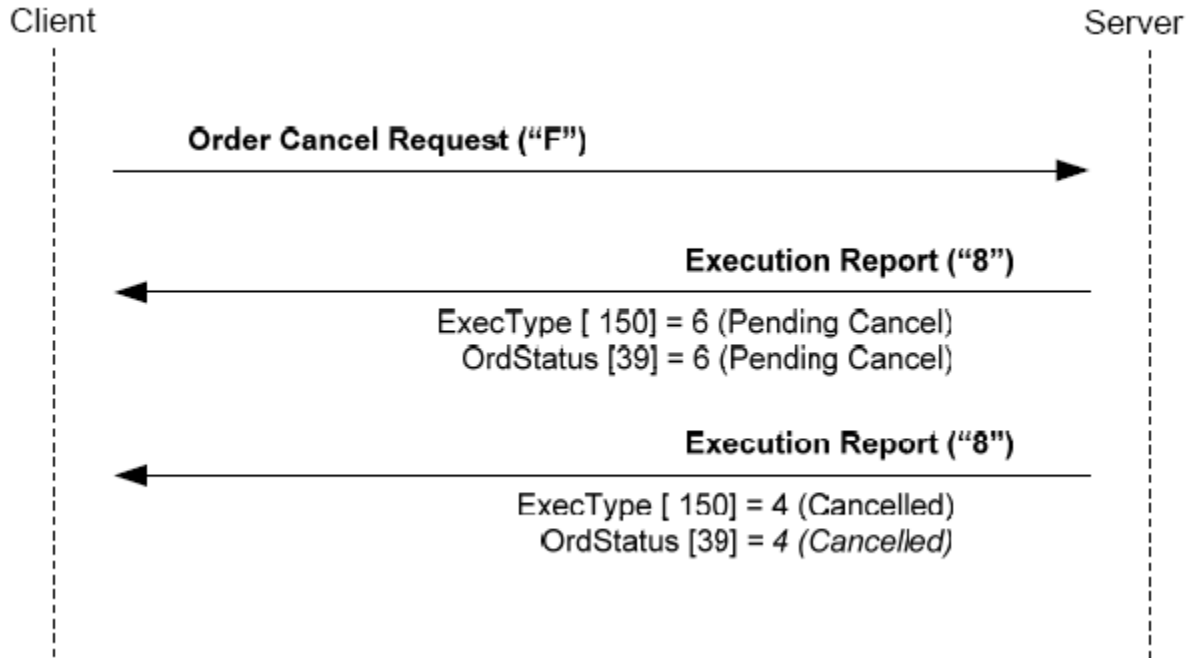 Client
Server
Order Cancel Request (“F”)
Execution Report (“8”)
ExecType [ 150] = 6 (Pending Cancel)
OrdStatus [39] = 6 (Pending Cancel)
Execution Report (“8”)
ExecType [ 150] = 4 (Cancelled)
OrdStatus [39] = 4 (Cancelled)